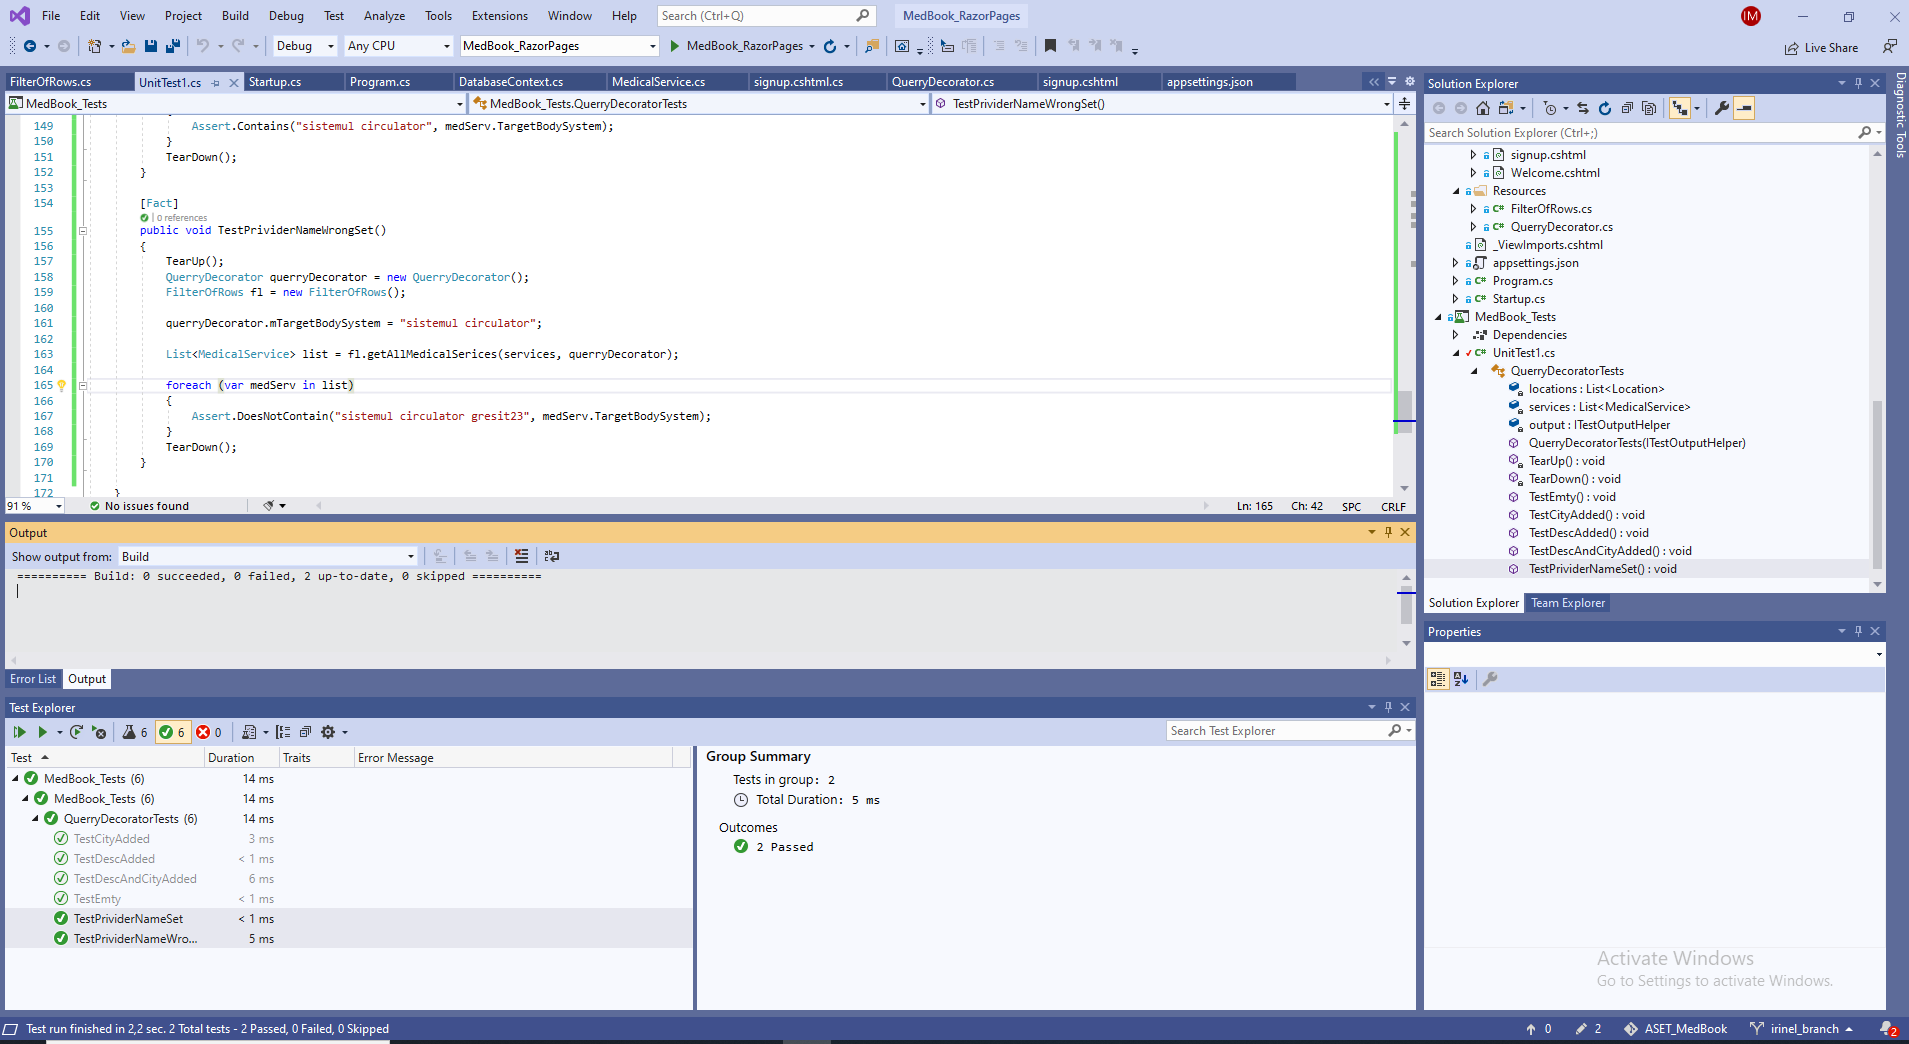 File Edit View Project Build Debug Test Analyze Tools Extensions Window Help Search (Ctrl+Q) MedBook_RazorPages IM
Debug Any CPU MedBook_RazorPages MedBook_RazorPages Live Share
FilterOfRows.cs UnitTest1.cs Startup.cs Program.cs DatabaseContext.cs MedicalService.cs signup.cshtml.cs QuerryDecorator.cs signup.cshtml appsettings.json
MedBook_Tests MedBook_Tests.QuerryDecoratorTests TestPrividerNameWrongSet()
149 Assert.Contains("sistemul circulator", medServ.TargetBodySystem);
150 }
151 TearDown();
152 }
153
154 [Fact]
| 0 references
155 public void TestPrividerNameWrongSet()
156 {
157 TearUp();
158 QuerryDecorator querryDecorator = new QuerryDecorator();
159 FilterOfRows fl = new FilterOfRows();
160
161 querryDecorator.mTargetBodySystem = "sistemul circulator";
162
163 List<MedicalService> list = fl.getAllMedicalSerices(services, querryDecorator);
164
165 foreach (var medServ in list)
166 {
167 Assert.DoesNotContain("sistemul circulator gresit23", medServ.TargetBodySystem);
168 }
169 TearDown();
170 }
171
172 }
91 % No issues found Ln: 165 Ch: 42 SPC CRLF
Output
Show output from: Build
========== Build: 0 succeeded, 0 failed, 2 up-to-date, 0 skipped ==========
Error List Output
Test Explorer
6 6 0 Search Test Explorer
Test Duration Traits Error Message
MedBook_Tests (6) 14 ms
MedBook_Tests (6) 14 ms
QuerryDecoratorTests (6) 14 ms
TestCityAdded 3 ms
TestDescAdded < 1 ms
TestDescAndCityAdded 6 ms
TestEmty < 1 ms
TestPrividerNameSet < 1 ms
TestPrividerNameWro... 5 ms
Group Summary
Tests in group: 2
Total Duration: 5 ms
Outcomes
2 Passed
Solution Explorer
Search Solution Explorer (Ctrl+;)
signup.cshtml
Welcome.cshtml
Resources
C# FilterOfRows.cs
C# QuerryDecorator.cs
_ViewImports.cshtml
appsettings.json
C# Program.cs
C# Startup.cs
MedBook_Tests
Dependencies
C# UnitTest1.cs
QuerryDecoratorTests
locations : List<Location>
services : List<MedicalService>
output : ITestOutputHelper
QuerryDecoratorTests(ITestOutputHelper)
TearUp() : void
TearDown() : void
TestEmty() : void
TestCityAdded() : void
TestDescAdded() : void
TestDescAndCityAdded() : void
TestPrividerNameSet() : void
Solution Explorer Team Explorer
Properties
Diagnostic Tools
Activate Windows
Go to Settings to activate Windows.
Test run finished in 2,2 sec. 2 Total tests - 2 Passed, 0 Failed, 0 Skipped 0 2 ASET_MedBook irinel_branch 2